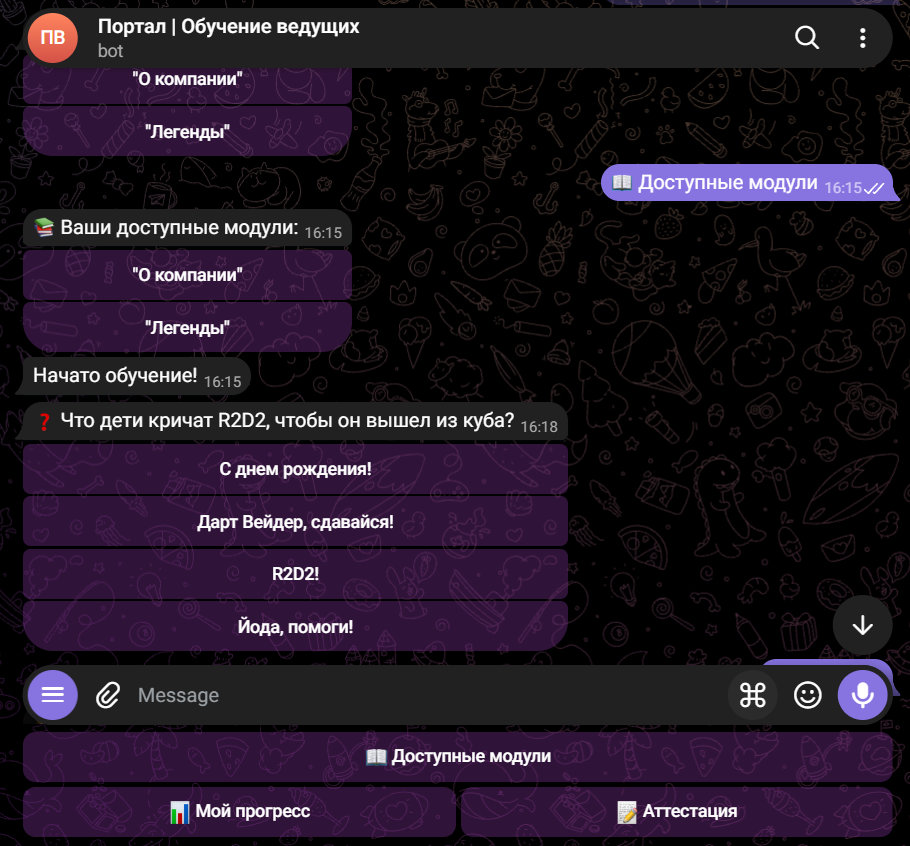 ПВ
Портал | Обучение ведущих
bot
"О компании"
"Легенды"
📖 Доступные модули 16:15
📚 Ваши доступные модули: 16:15
"О компании"
"Легенды"
Начато обучение! 16:15
❓ Что дети кричат R2D2, чтобы он вышел из куба? 16:18
С днем рождения!
Дарт Вейдер, сдавайся!
R2D2!
Йода, помоги!
Message
📖 Доступные модули
📊 Мой прогресс
📝 Аттестация